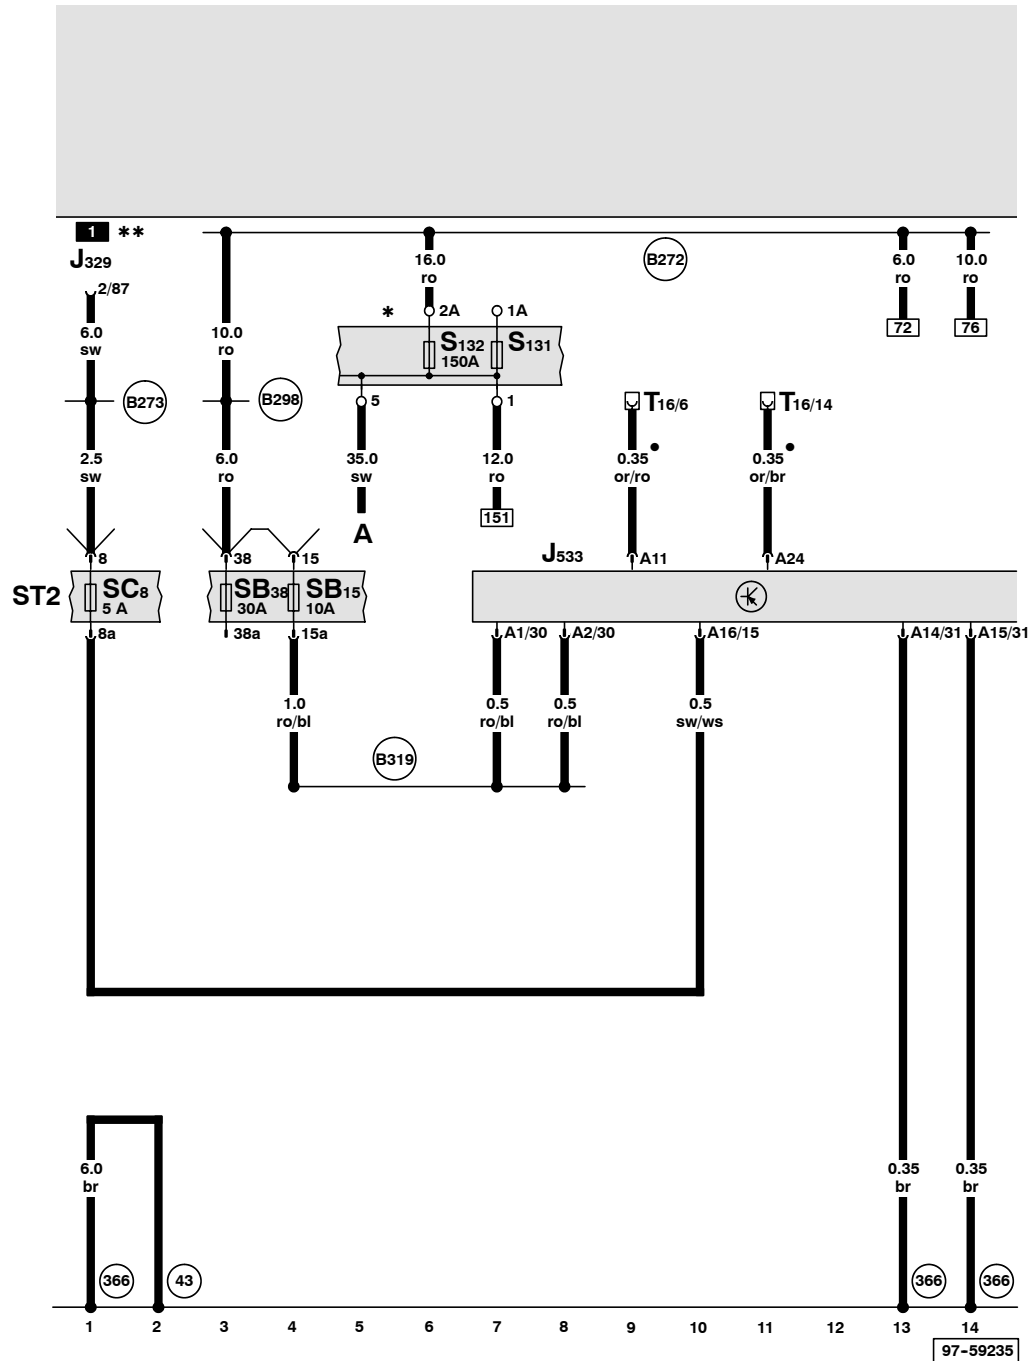 1 **
J329
2/87
6.0
sw
B273
2.5
sw
8
ST2
SC8
5 A
8a
10.0
ro
B298
6.0
ro
38
15
SB38
30A
SB15
10A
38a
15a
1.0
ro/bl
B319
16.0
ro
*
2A
1A
S132
150A
S131
5
1
35.0
sw
A
12.0
ro
151
B272
6.0
ro
72
10.0
ro
76
T16/6
T16/14
0.35
or/ro
0.35
or/br
J533
A11
A24
A1/30
A2/30
A16/15
A14/31
A15/31
0.5
ro/bl
0.5
ro/bl
0.5
sw/ws
6.0
br
0.35
br
0.35
br
366
43
366
366
1 2 3 4 5 6 7 8 9 10 11 12 13 14
97-59235